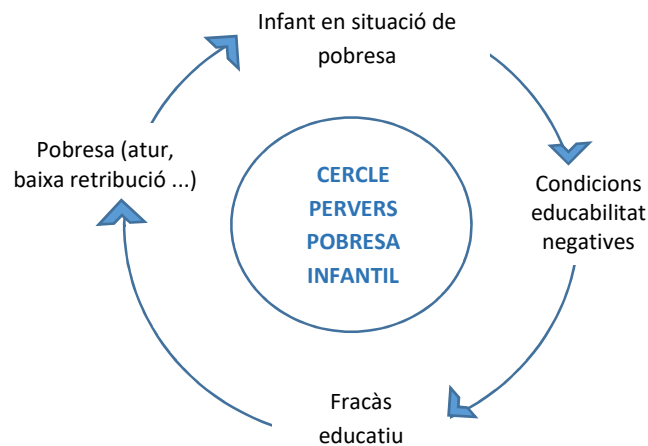 Infant en situació de
pobresa
Pobresa (atur,
baixa retribució ...)
CERCLE
PERVERS
POBRESA
INFANTIL
Condicions
educabilitat
negatives
Fracàs
educatiu